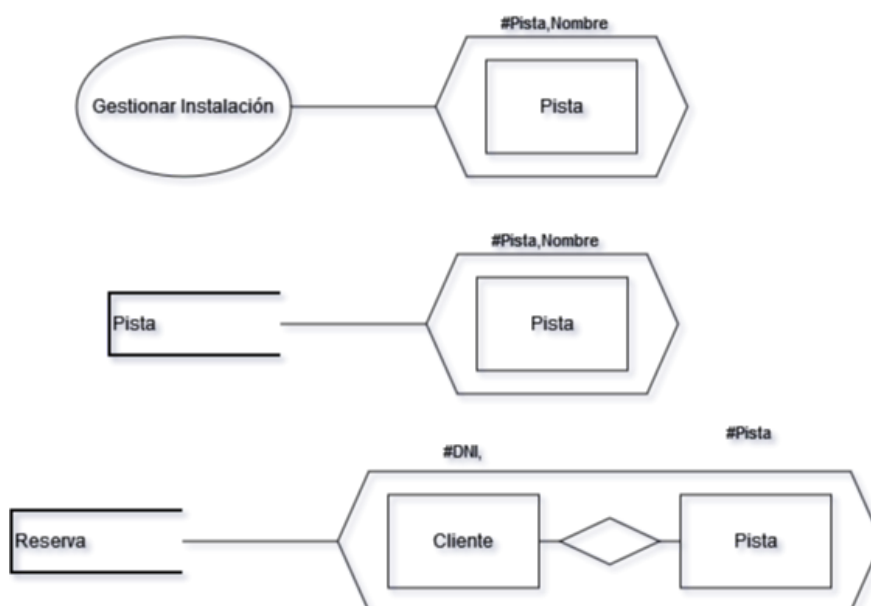 #Pista,Nombre
Gestionar Instalación
Pista
#Pista,Nombre
Pista
Pista
#DNI,
#Pista
Reserva
Cliente
Pista